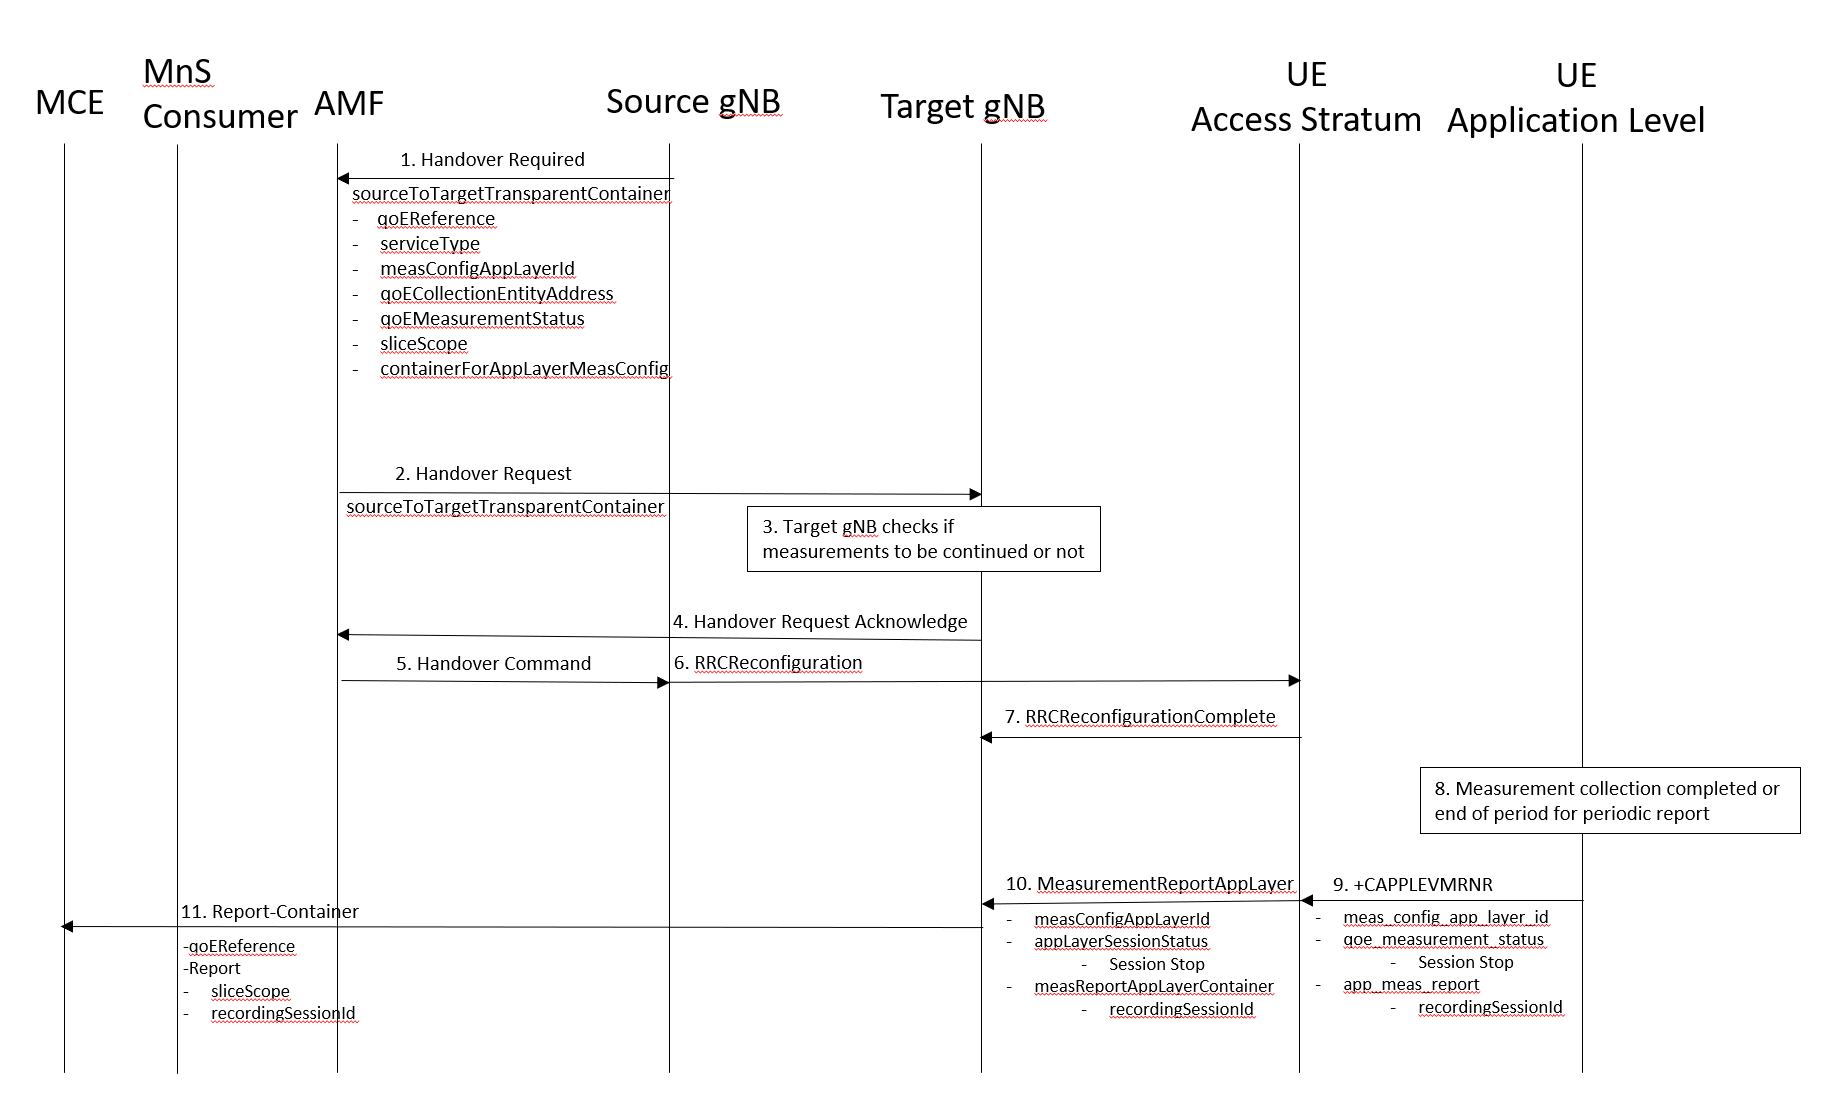 MCE
MnS
Consumer
AMF
Source gNB
Target gNB
UE
Access Stratum
UE
Application Level
1. Handover Required
sourceToTargetTransparentContainer
- qoEReference
- serviceType
- measConfigAppLayerId
- qoECollectionEntityAddress
- qoEMeasurementStatus
- sliceScope
- containerForAppLayerMeasConfig
2. Handover Request
sourceToTargetTransparentContainer
3. Target gNB checks if
measurements to be continued or not
4. Handover Request Acknowledge
5. Handover Command
6. RRCReconfiguration
7. RRCReconfigurationComplete
8. Measurement collection completed or
end of period for periodic report
9. +CAPPLEVMRNR
- meas_config_app_layer_id
- qoe_measurement_status
- Session Stop
- app_meas_report
- recordingSessionId
10. MeasurementReportAppLayer
- measConfigAppLayerId
- appLayerSessionStatus
- Session Stop
- measReportAppLayerContainer
- recordingSessionId
11. Report-Container
-qoEReference
-Report
- sliceScope
- recordingSessionId